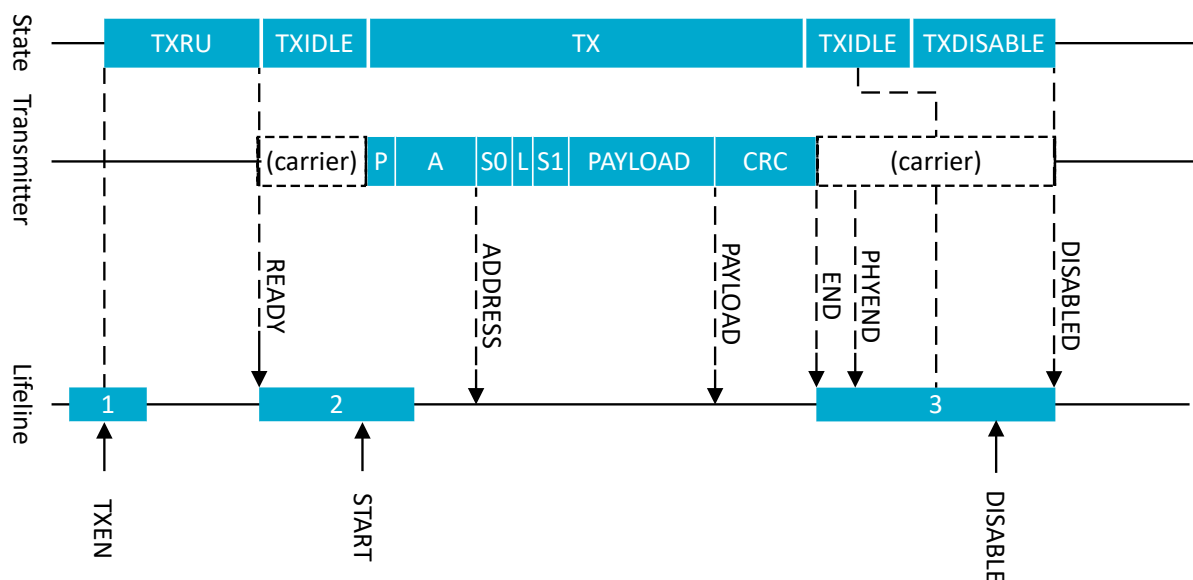 State
TXRU
TXIDLE
TX
TXIDLE
TXDISABLE
Transmitter
(carrier)
P
A
S0
L
S1
PAYLOAD
CRC
(carrier)
READY
ADDRESS
PAYLOAD
END
PHYEND
DISABLED
Lifeline
1
2
3
TXEN
START
DISABLE